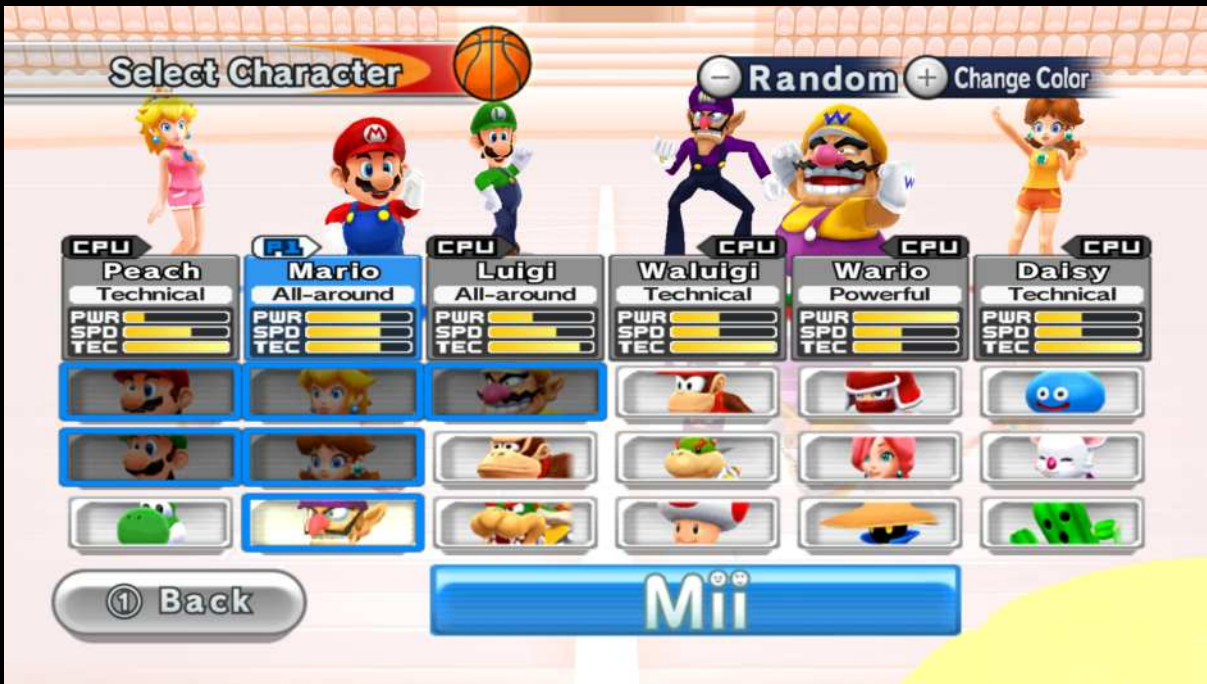 Select Character
− Random + Change Color
CPU P1 CPU CPU CPU CPU
Peach Mario Luigi Waluigi Wario Daisy
Technical All-around All-around Technical Powerful Technical
PWR PWR PWR PWR PWR PWR
SPD SPD SPD SPD SPD SPD
TEC TEC TEC TEC TEC TEC
① Back Mii